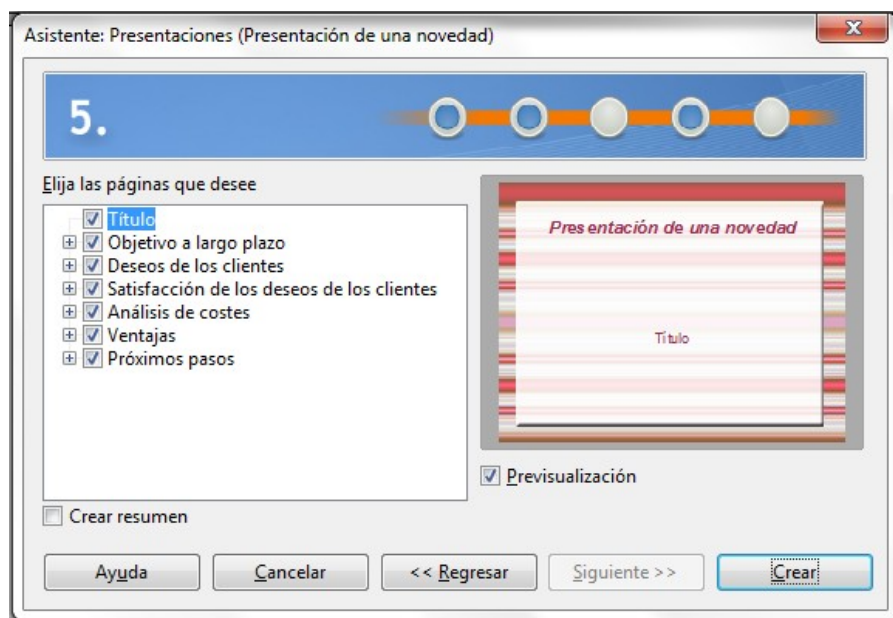 Asistente: Presentaciones (Presentación de una novedad)
5.
Elija las páginas que desee
Título
Objetivo a largo plazo
Deseos de los clientes
Satisfacción de los deseos de los clientes
Análisis de costes
Ventajas
Próximos pasos
Presentación de una novedad
Título
Previsualización
Crear resumen
Ayuda
Cancelar
<< Regresar
Siguiente >>
Crear